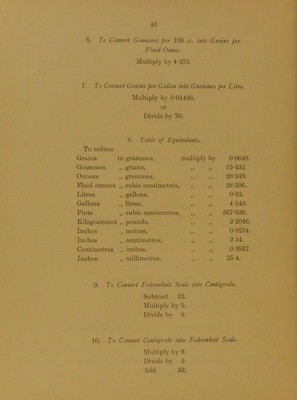 46
6. To Convert Grammes per 100 cc. into Grains per
Fluid Ounce.
Multiply by 4·375.
7. To Convert Grains per Gallon into Grammes per Litre.
Multiply by 0·01428,
or
Divide by 70.
8. Table of Equivalents.
To reduce
Grains to grammes, multiply by 0·0648.
Grammes ,, grains, ,, ,, 15·432.
Ounces ,, grammes, ,, ,, 28·349.
Fluid ounces ,, cubic centimetres, ,, ,, 28·396.
Litres ,, gallons, ,, ,, 0·22.
Gallons ,, litres, ,, ,, 4·548.
Pints ,, cubic centimetres, ,, ,, 567·936.
Kilogrammes ,, pounds, ,, ,, 2·2046.
Inches ,, metres, ,, ,, 0·0254.
Inches ,, centimetres, ,, ,, 2·54.
Centimetres ,, inches, ,, ,, 0·3937.
Inches ,, millimetres, ,, ,, 25·4.
9. To Convert Fahrenheit Scale into Centigrade.
Subtract 32.
Multiply by 5.
Divide by 9.
10. To Convert Centigrade into Fahrenheit Scale.
Multiply by 9.
Divide by 5.
Add 32.